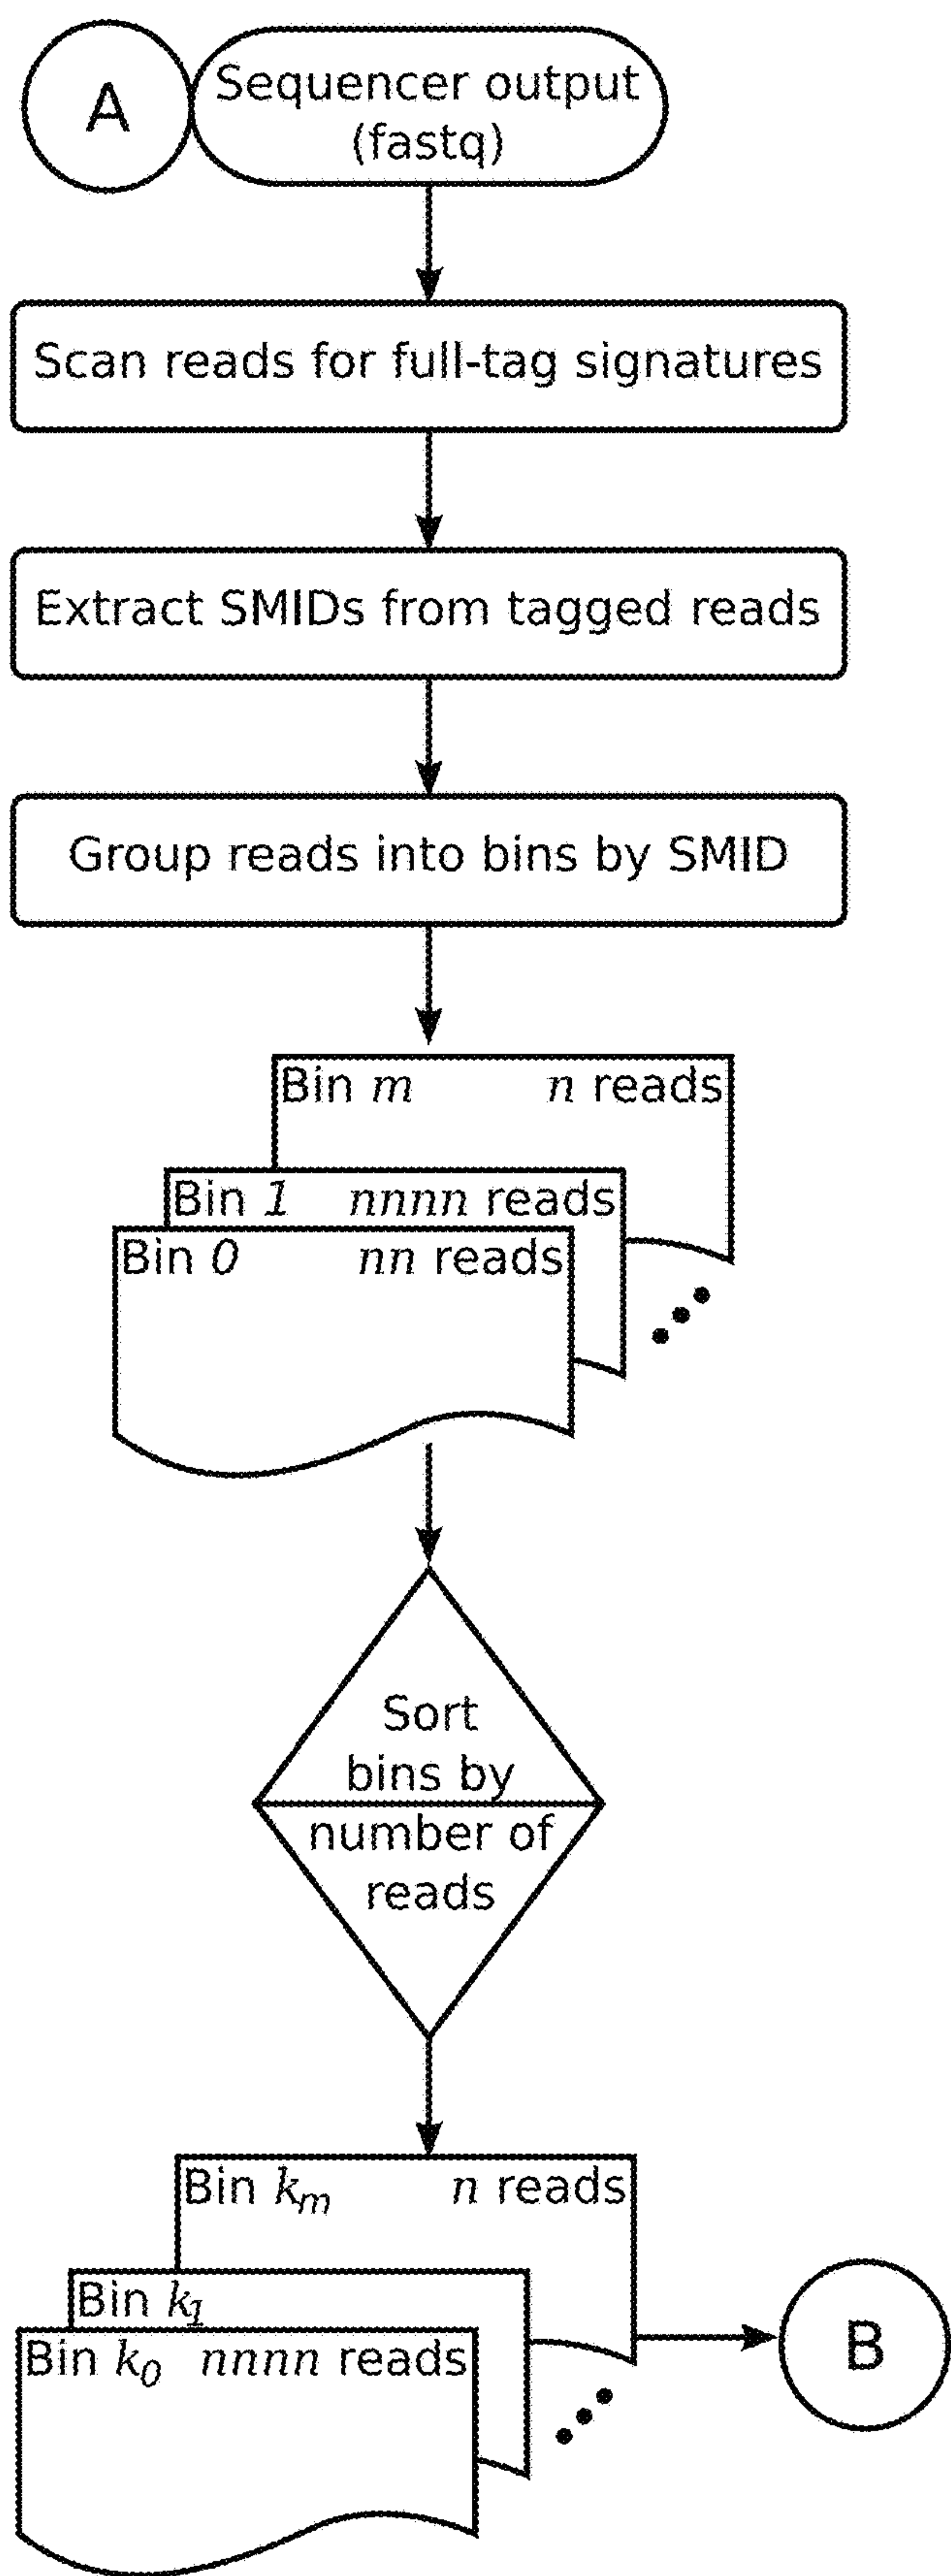 A
Sequencer output
(fastq)
Scan reads for full-tag signatures
Extract SMIDs from tagged reads
Group reads into bins by SMID
Bin m n reads
Bin 1 nnnn reads
Bin 0 nn reads
Sort
bins by
number of
reads
Bin kₘ n reads
Bin k₁
Bin k₀ nnnn reads
B